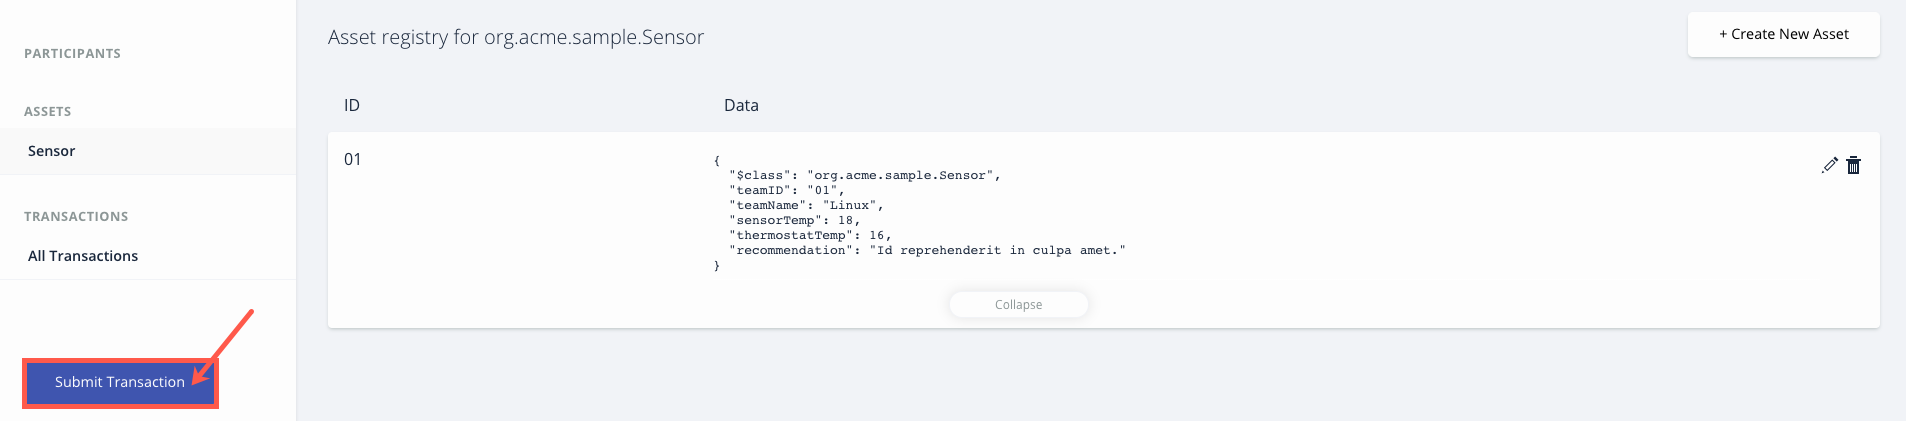 PARTICIPANTS
ASSETS
Sensor
TRANSACTIONS
All Transactions
Submit Transaction
Asset registry for org.acme.sample.Sensor
+ Create New Asset
ID Data
01
{
"$class": "org.acme.sample.Sensor",
"teamID": "01",
"teamName": "Linux",
"sensorTemp": 18,
"thermostatTemp": 16,
"recommendation": "Id reprehenderit in culpa amet."
}
Collapse